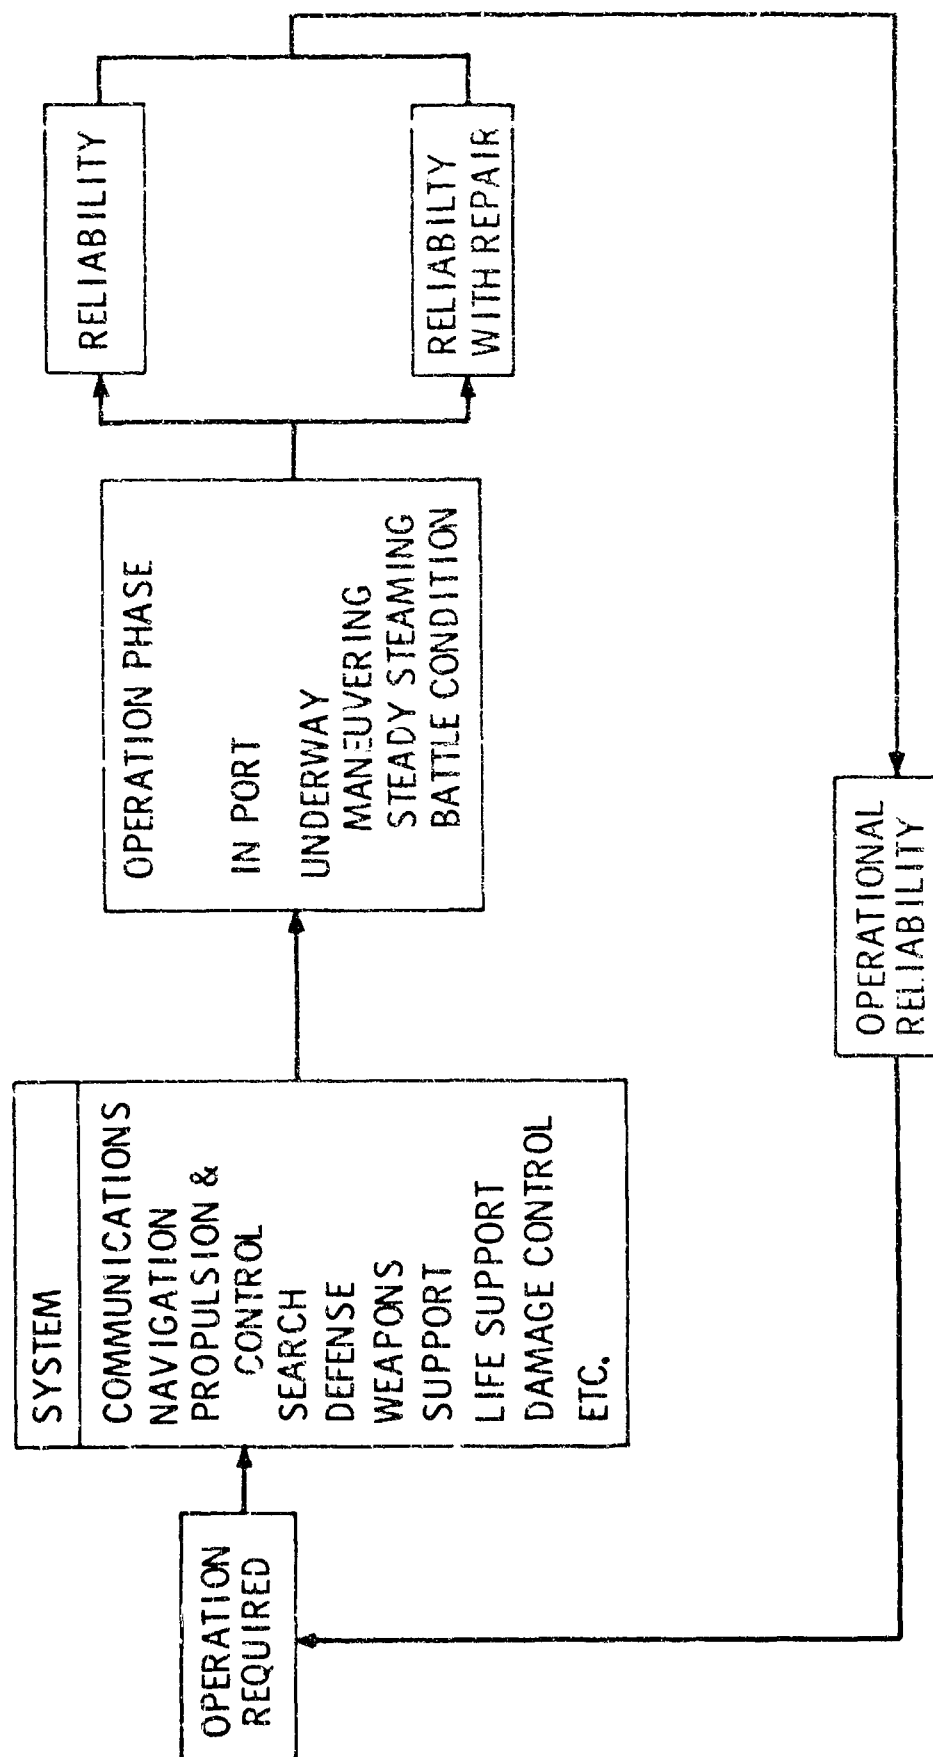 OPERATION
REQUIRED
SYSTEM
COMMUNICATIONS
NAVIGATION
PROPULSION &
CONTROL
SEARCH
DEFENSE
WEAPONS
SUPPORT
LIFE SUPPORT
DAMAGE CONTROL
ETC.
OPERATION PHASE
IN PORT
UNDERWAY
MANEUVERING
STEADY STEAMING
BATTLE CONDITION
RELIABILITY
RELIABILTY
WITH REPAIR
OPERATIONAL
RELIABILITY